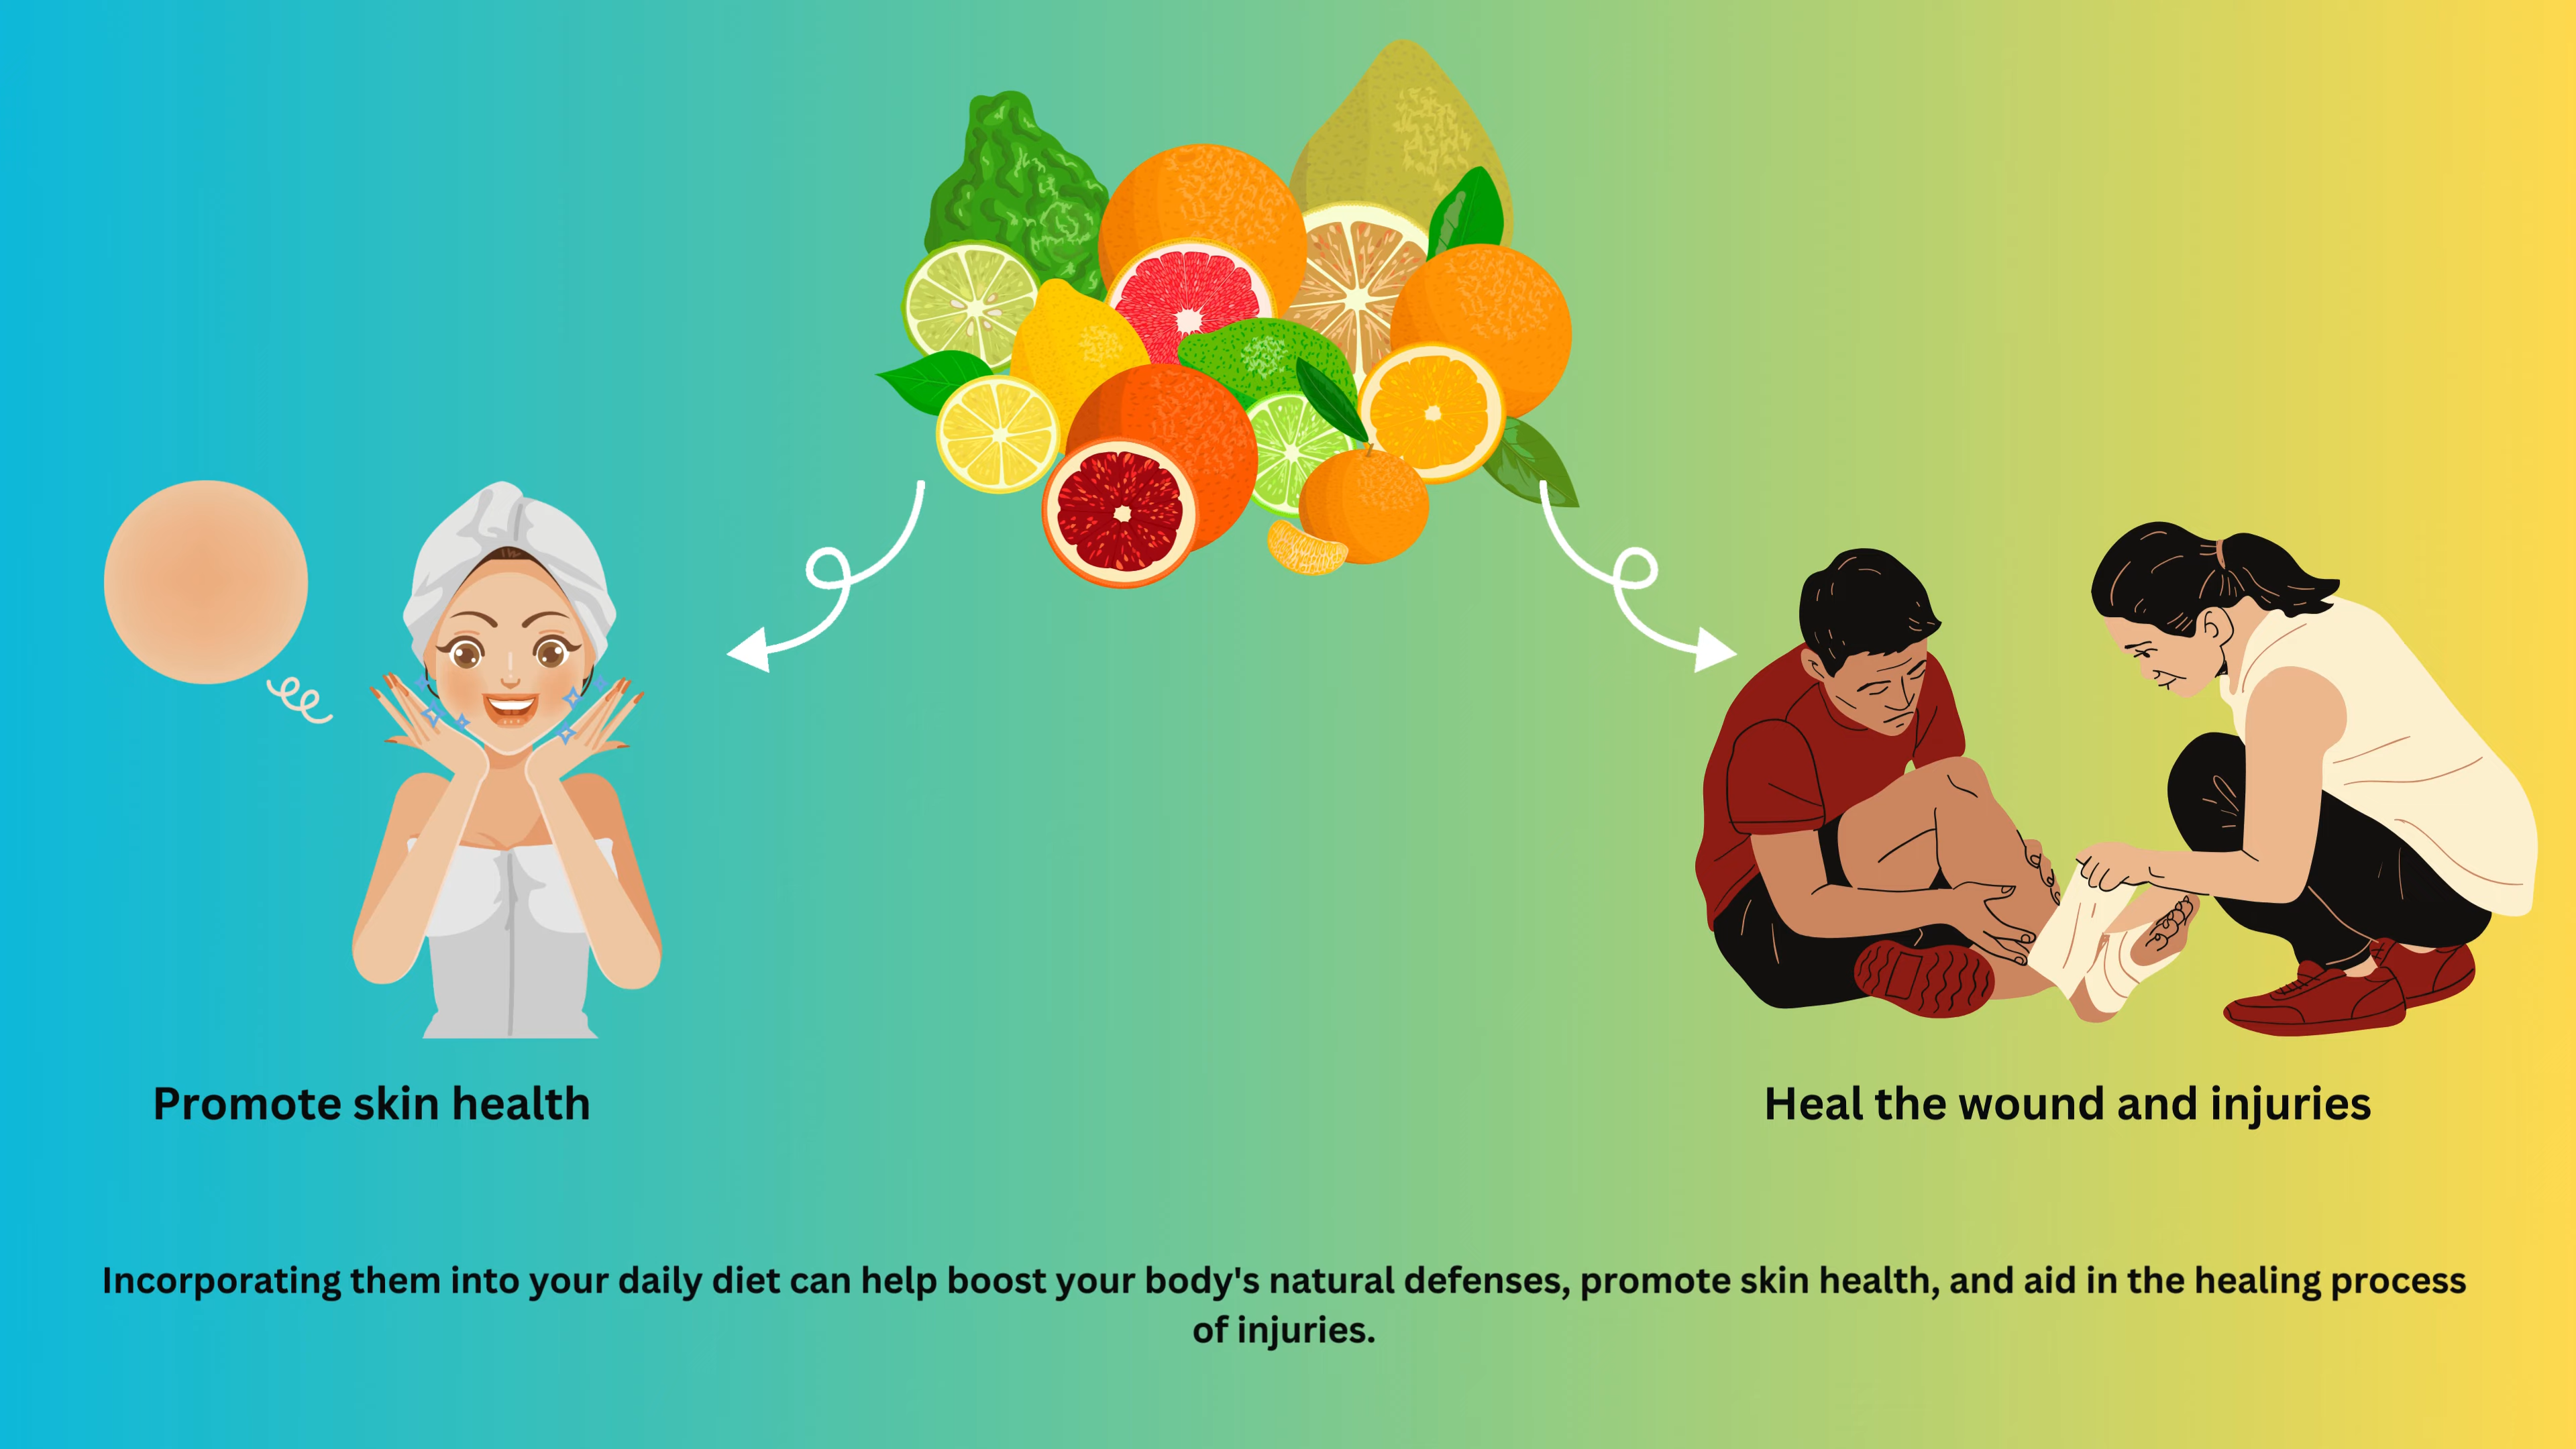 Promote skin health
Heal the wound and injuries
Incorporating them into your daily diet can help boost your body's natural defenses, promote skin health, and aid in the healing process
of injuries.